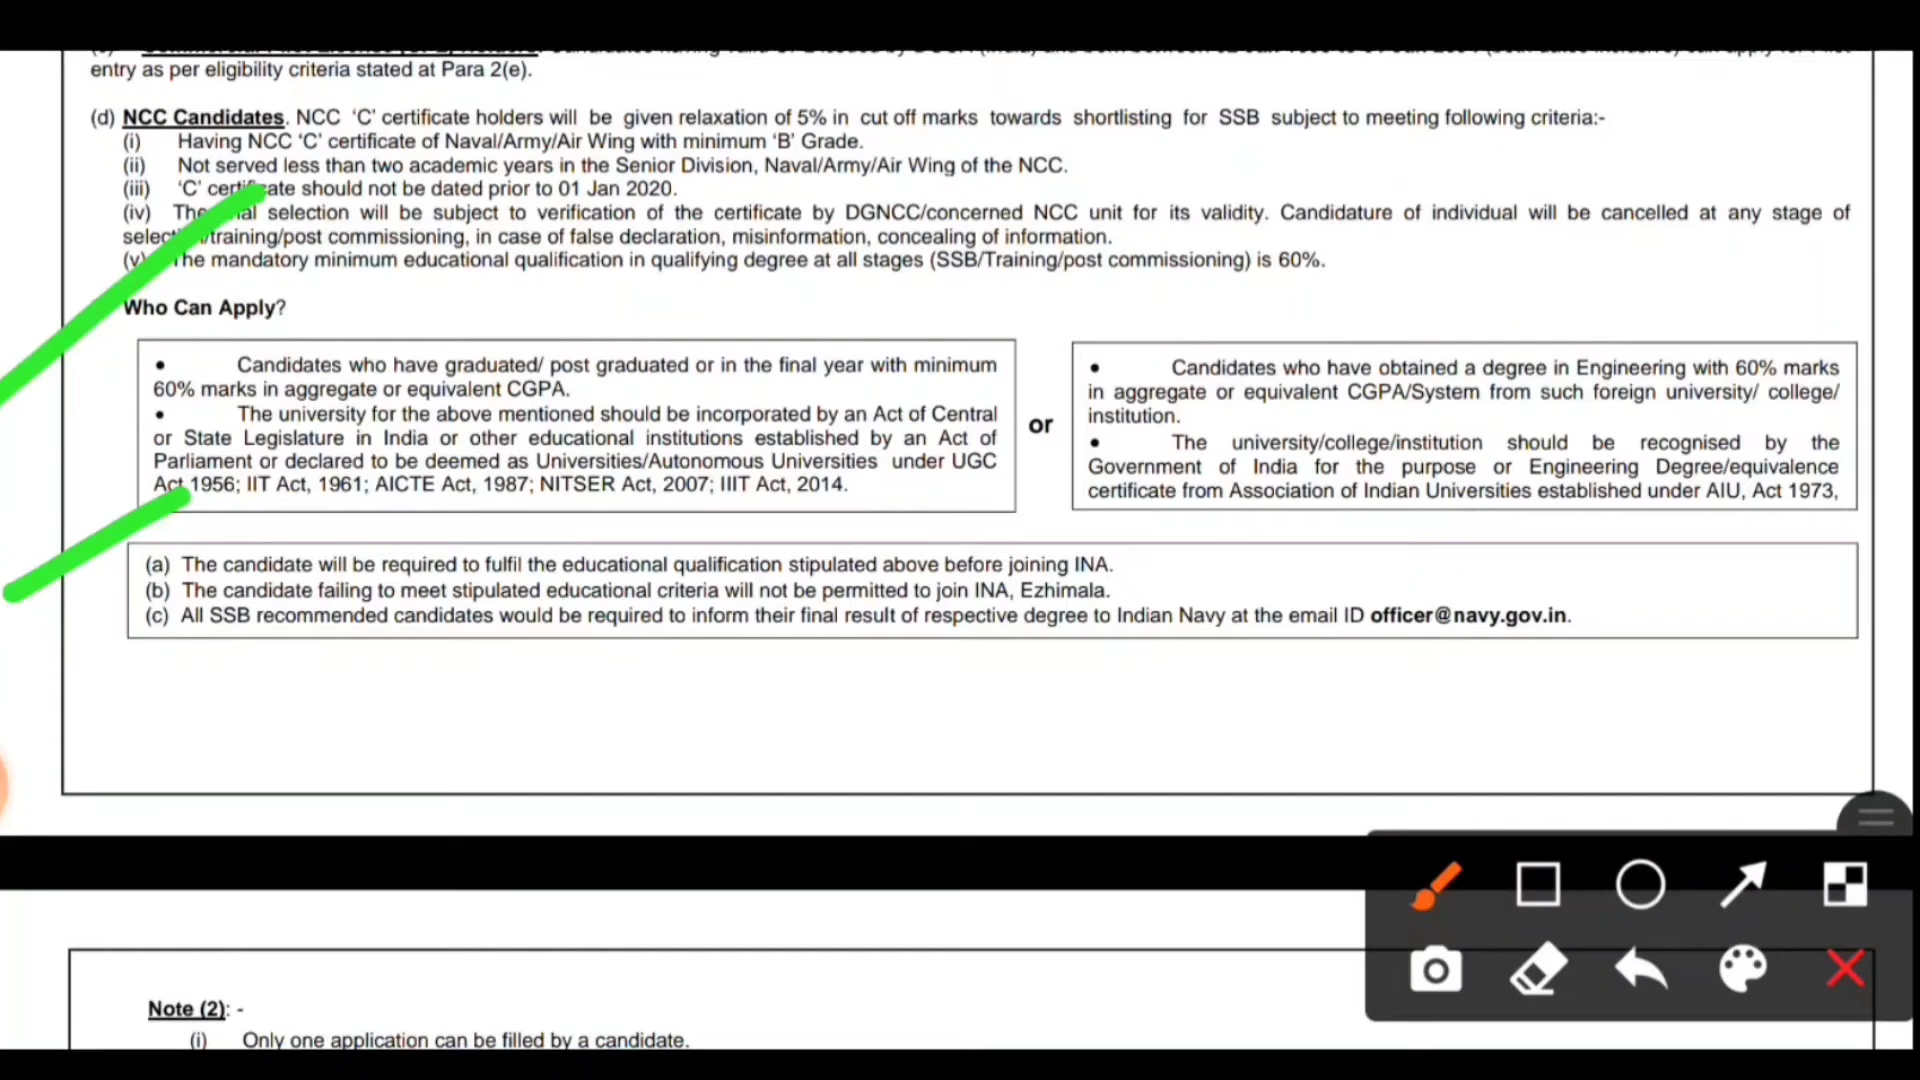 entry as per eligibility criteria stated at Para 2(e).
(d) NCC Candidates. NCC 'C' certificate holders will be given relaxation of 5% in cut off marks towards shortlisting for SSB subject to meeting following criteria:-
(i) Having NCC 'C' certificate of Naval/Army/Air Wing with minimum 'B' Grade.
(ii) Not served less than two academic years in the Senior Division, Naval/Army/Air Wing of the NCC.
(iii) 'C' certificate should not be dated prior to 01 Jan 2020.
(iv) The final selection will be subject to verification of the certificate by DGNCC/concerned NCC unit for its validity. Candidature of individual will be cancelled at any stage of
selection/training/post commissioning, in case of false declaration, misinformation, concealing of information.
(v) The mandatory minimum educational qualification in qualifying degree at all stages (SSB/Training/post commissioning) is 60%.
Who Can Apply?
• Candidates who have graduated/ post graduated or in the final year with minimum
60% marks in aggregate or equivalent CGPA.
• The university for the above mentioned should be incorporated by an Act of Central
or State Legislature in India or other educational institutions established by an Act of
Parliament or declared to be deemed as Universities/Autonomous Universities under UGC
Act 1956; IIT Act, 1961; AICTE Act, 1987; NITSER Act, 2007; IIIT Act, 2014.
or
• Candidates who have obtained a degree in Engineering with 60% marks
in aggregate or equivalent CGPA/System from such foreign university/ college/
institution.
• The university/college/institution should be recognised by the
Government of India for the purpose or Engineering Degree/equivalence
certificate from Association of Indian Universities established under AIU, Act 1973,
(a) The candidate will be required to fulfil the educational qualification stipulated above before joining INA.
(b) The candidate failing to meet stipulated educational criteria will not be permitted to join INA, Ezhimala.
(c) All SSB recommended candidates would be required to inform their final result of respective degree to Indian Navy at the email ID officer@navy.gov.in.
Note (2): -
(i) Only one application can be filled by a candidate.